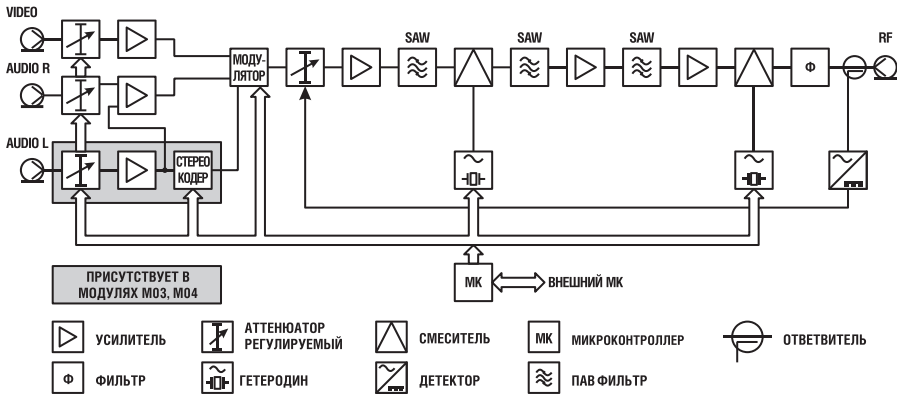 VIDEO
AUDIO R
AUDIO L
СТЕРЕО
КОДЕР
МОДУ-
ЛЯТОР
SAW
SAW
SAW
Ф
RF
МК
ВНЕШНИЙ МК
ПРИСУТСТВУЕТ В
МОДУЛЯХ М03, М04
УСИЛИТЕЛЬ
АТТЕНЮАТОР
РЕГУЛИРУЕМЫЙ
СМЕСИТЕЛЬ
МК
МИКРОКОНТРОЛЛЕР
ОТВЕТВИТЕЛЬ
Ф
ФИЛЬТР
ГЕТЕРОДИН
ДЕТЕКТОР
ПАВ ФИЛЬТР